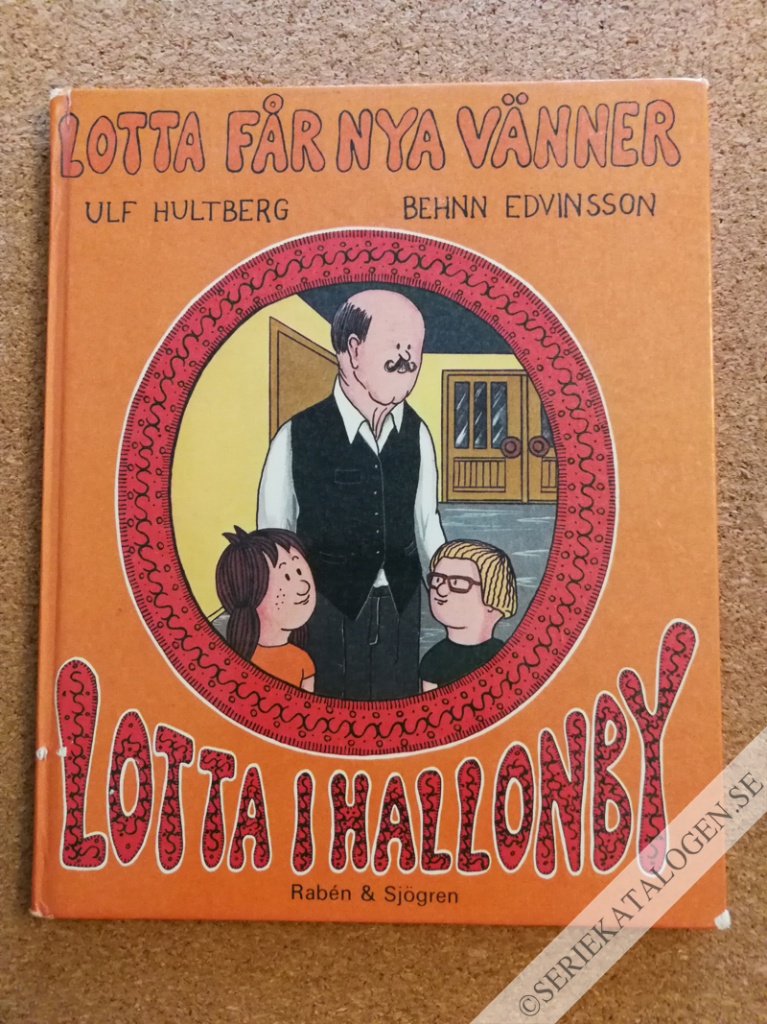 LOTTA FÅR NYA VÄNNER
ULF HULTBERG BEHNN EDVINSSON
LOTTA I HALLONBY
Rabén & Sjögren
©SERIEKATALOGEN.SE